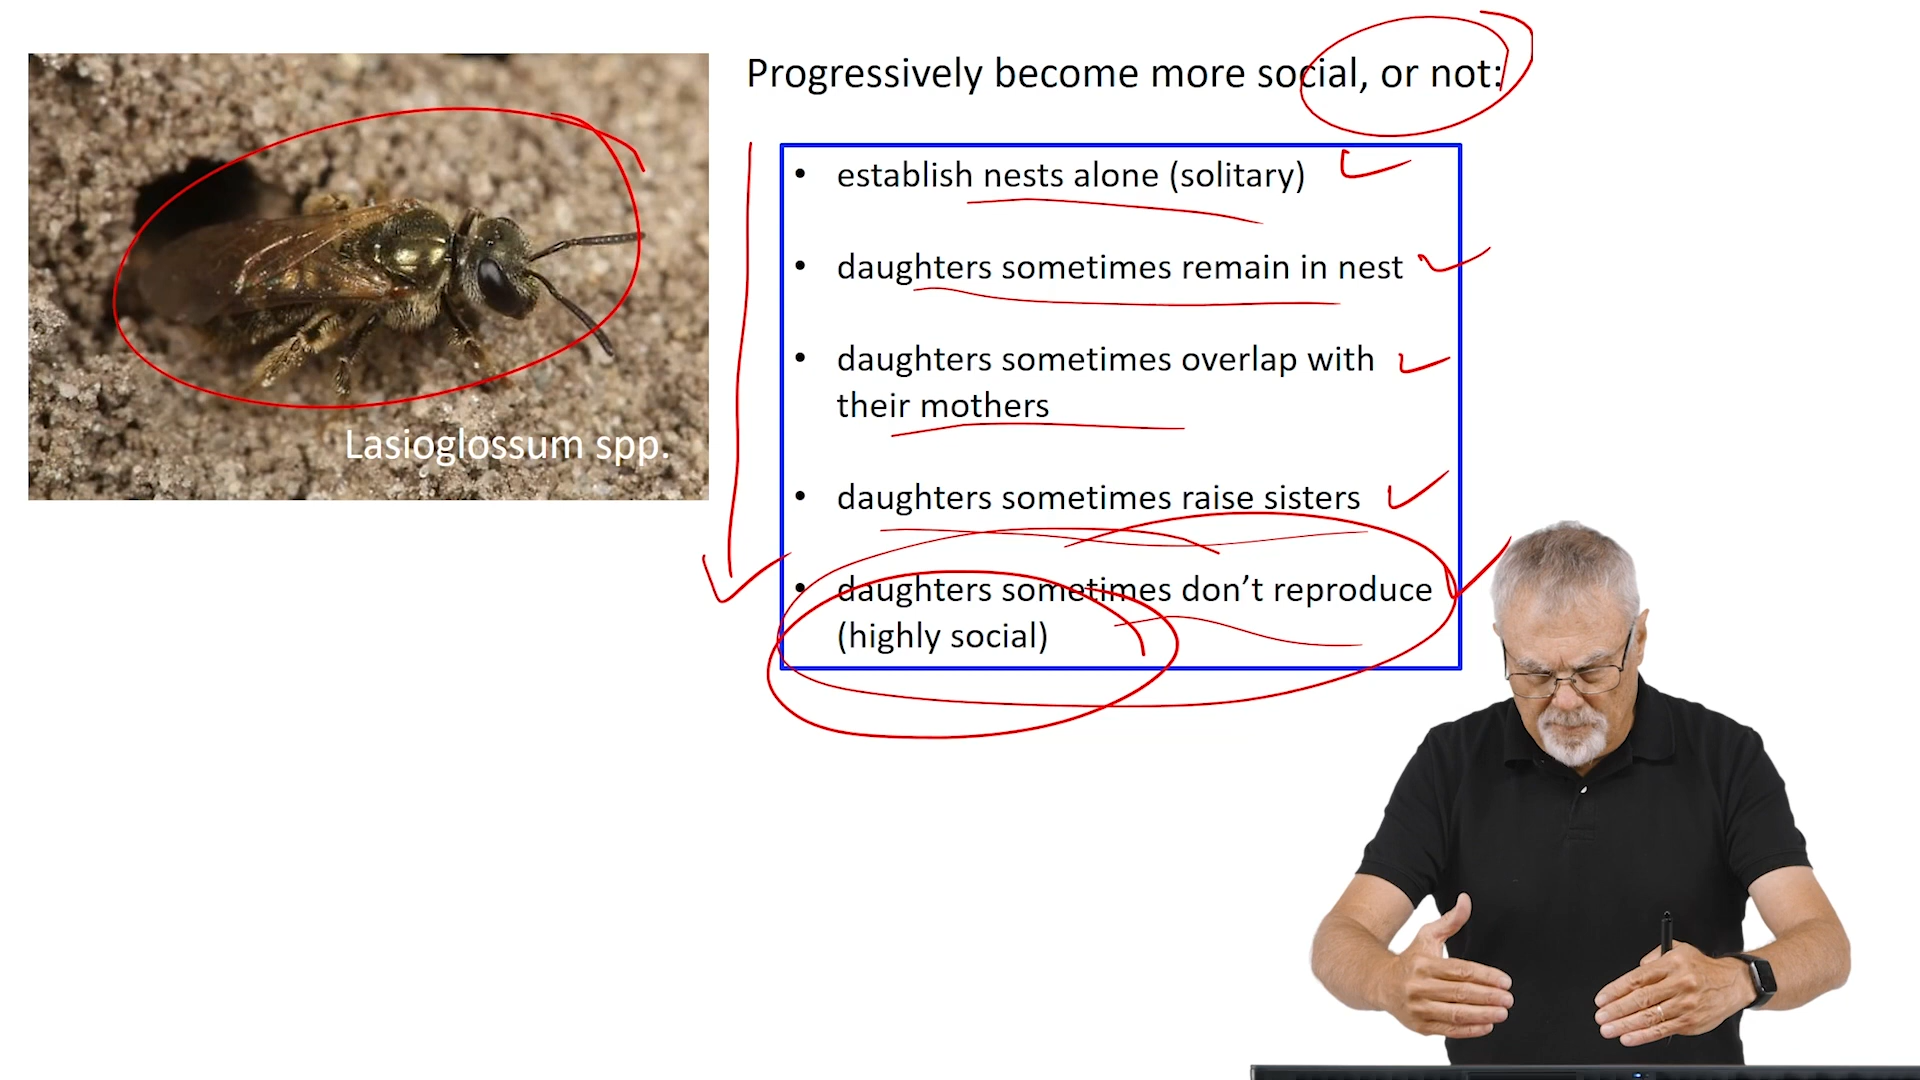 Progressively become more social, or not:
• establish nests alone (solitary)
• daughters sometimes remain in nest
• daughters sometimes overlap with
their mothers
• daughters sometimes raise sisters
• daughters sometimes don’t reproduce
(highly social)
Lasioglossum spp.